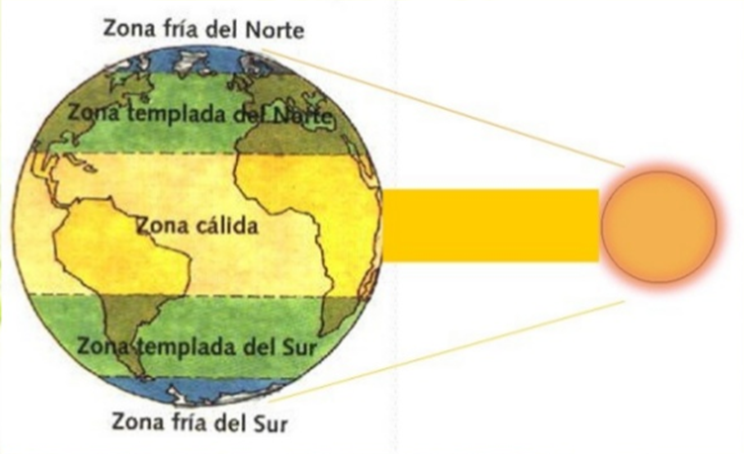 Zona fría del Norte
Zona templada del Norte
Zona cálida
Zona templada del Sur
Zona fría del Sur